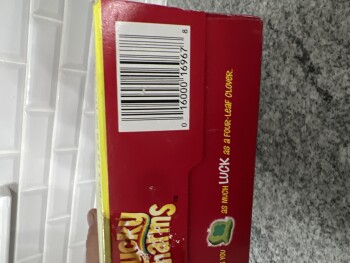 0 16000 16967 8
ucky
harms
YOU
AS MUCH LUCK AS A FOUR-LEAF CLOVER.